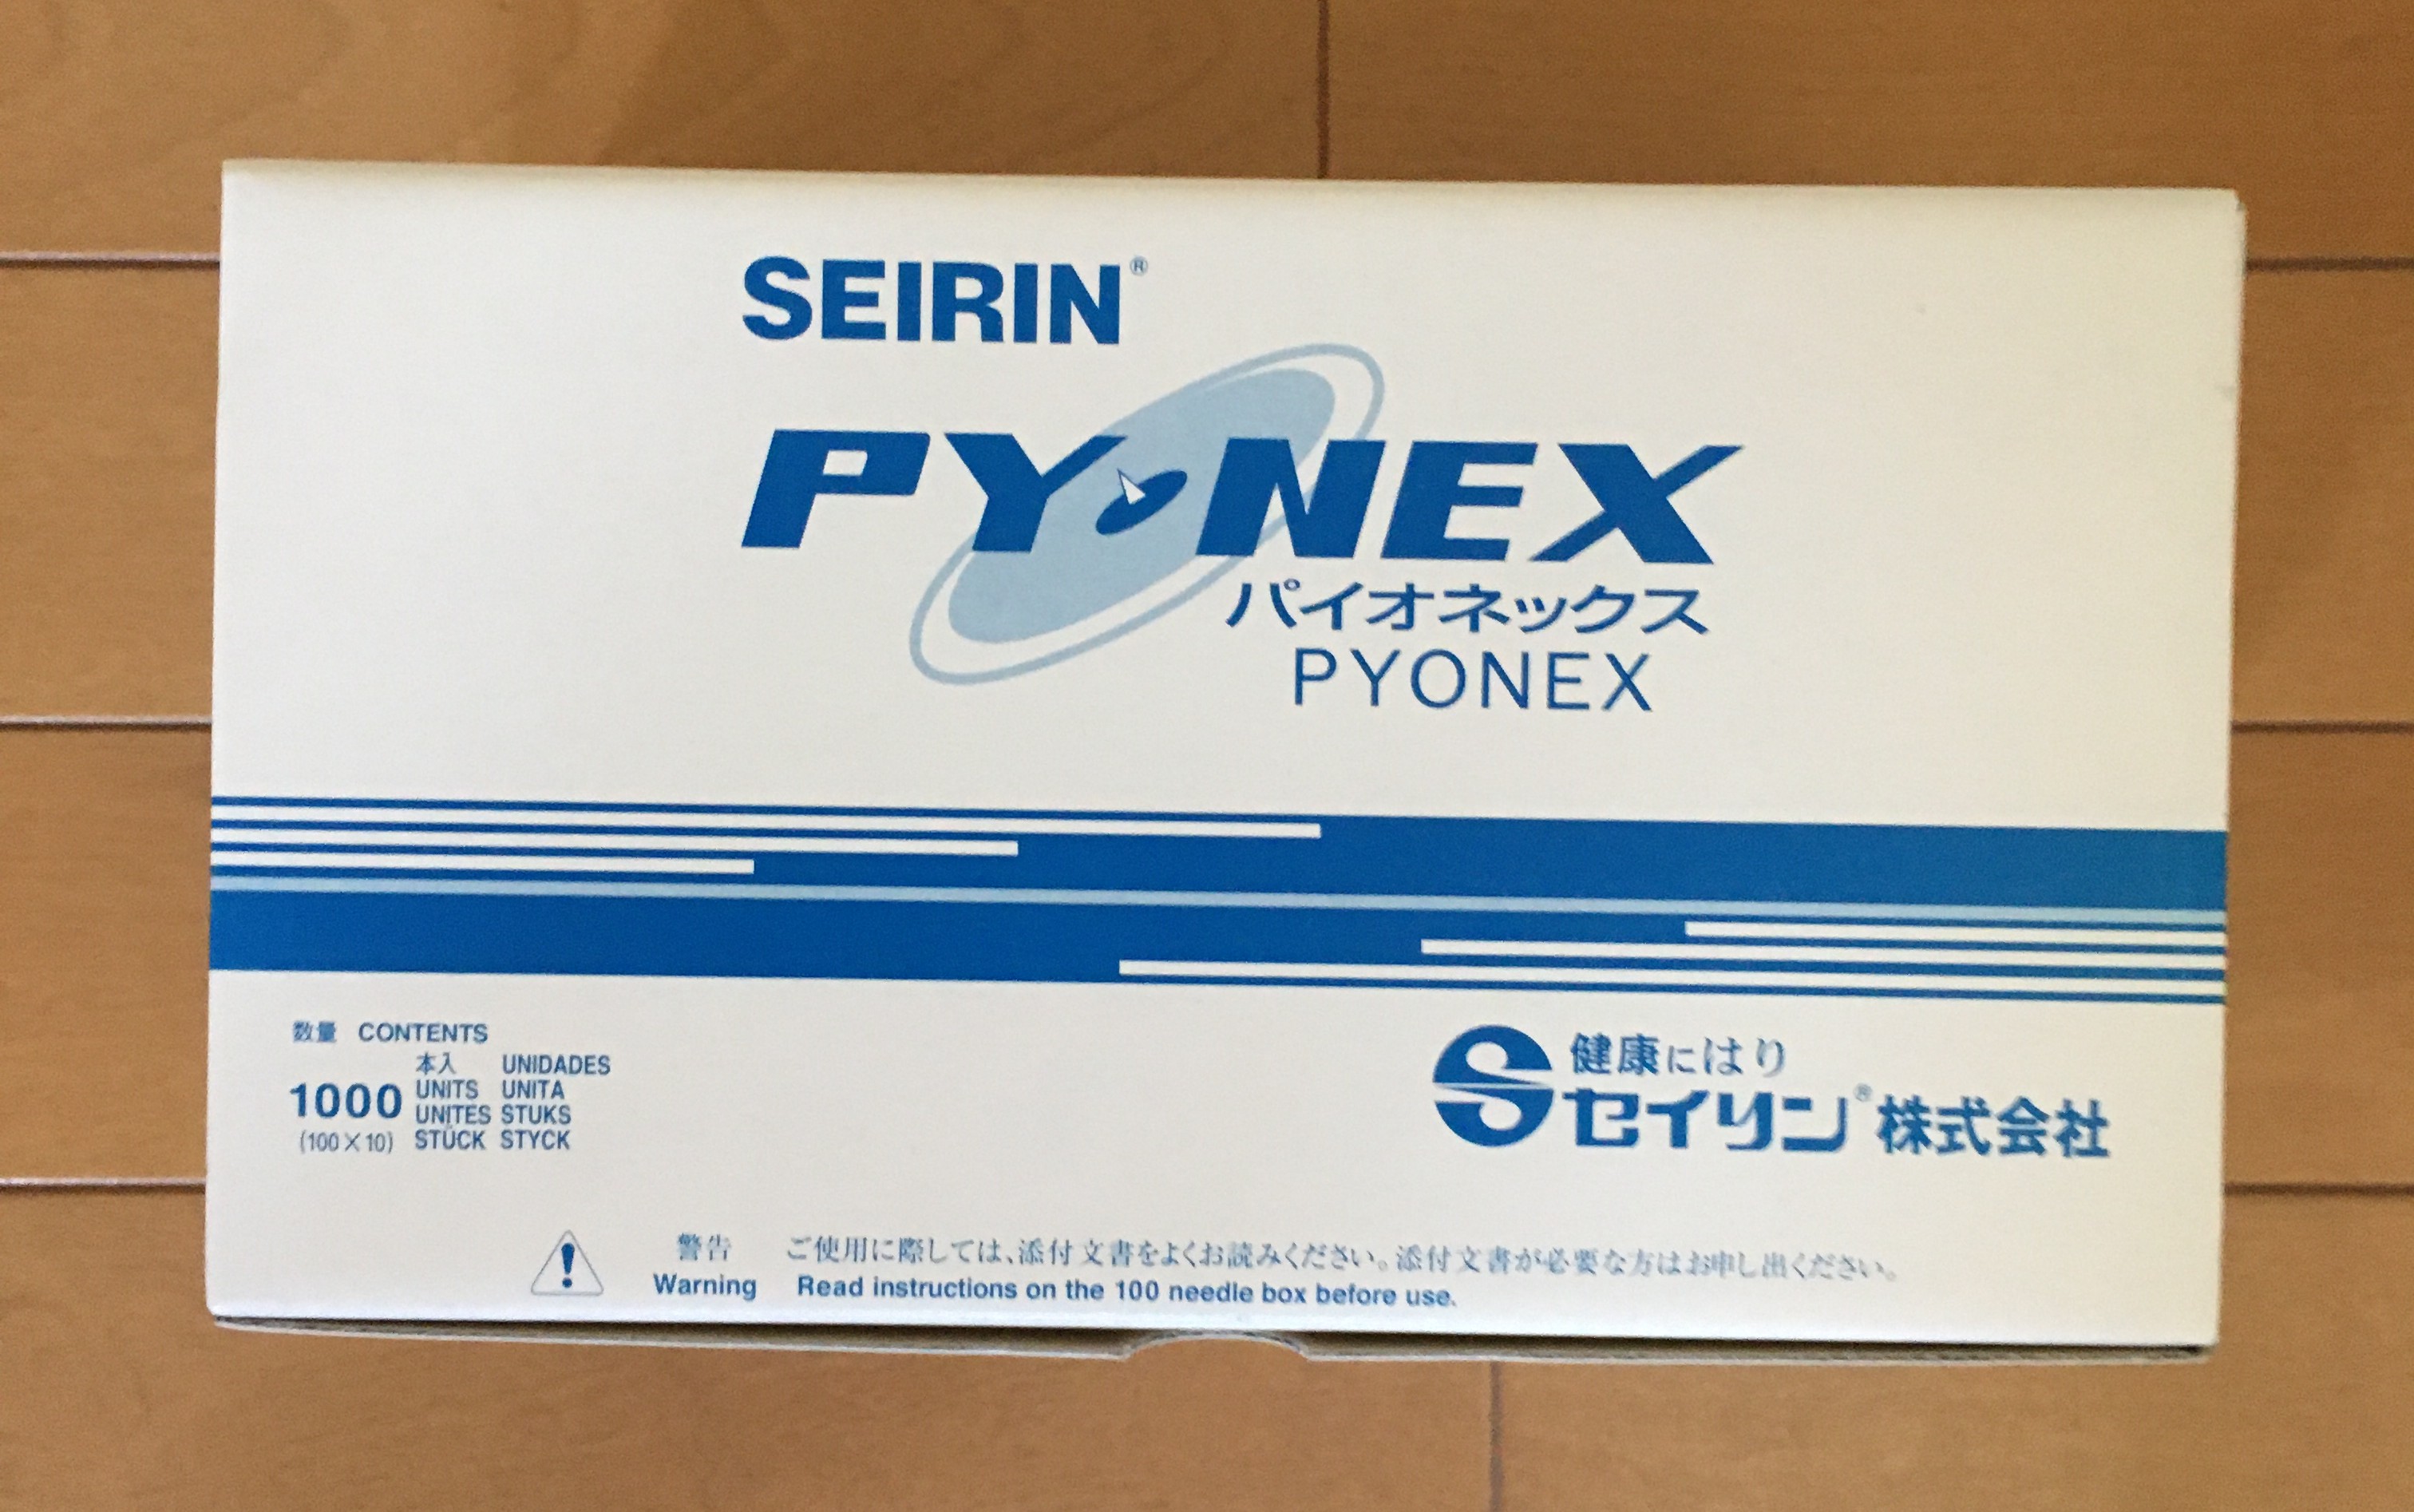 SEIRIN®
PYONEX
パイオネックス
PYONEX
数量 CONTENTS
1000
(100×10)
本入 UNIDADES
UNITS UNITA
UNITES STUKS
STÜCK STYCK
健康にはり
セイリン®株式会社
警告 ご使用に際しては、添付文書をよくお読みください。添付文書が必要な方はお申し出ください。
Warning Read instructions on the 100 needle box before use.